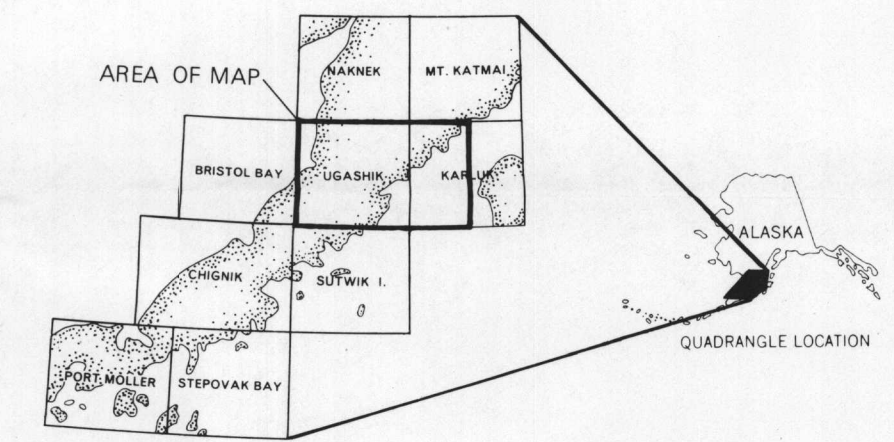 NAKNEK
MT. KATMAI
AREA OF MAP
BRISTOL BAY
UGASHIK
KARLUK
ALASKA
CHIGNIK
SUTWIK I.
QUADRANGLE LOCATION
PORT MOLLER
STEPOVAK BAY